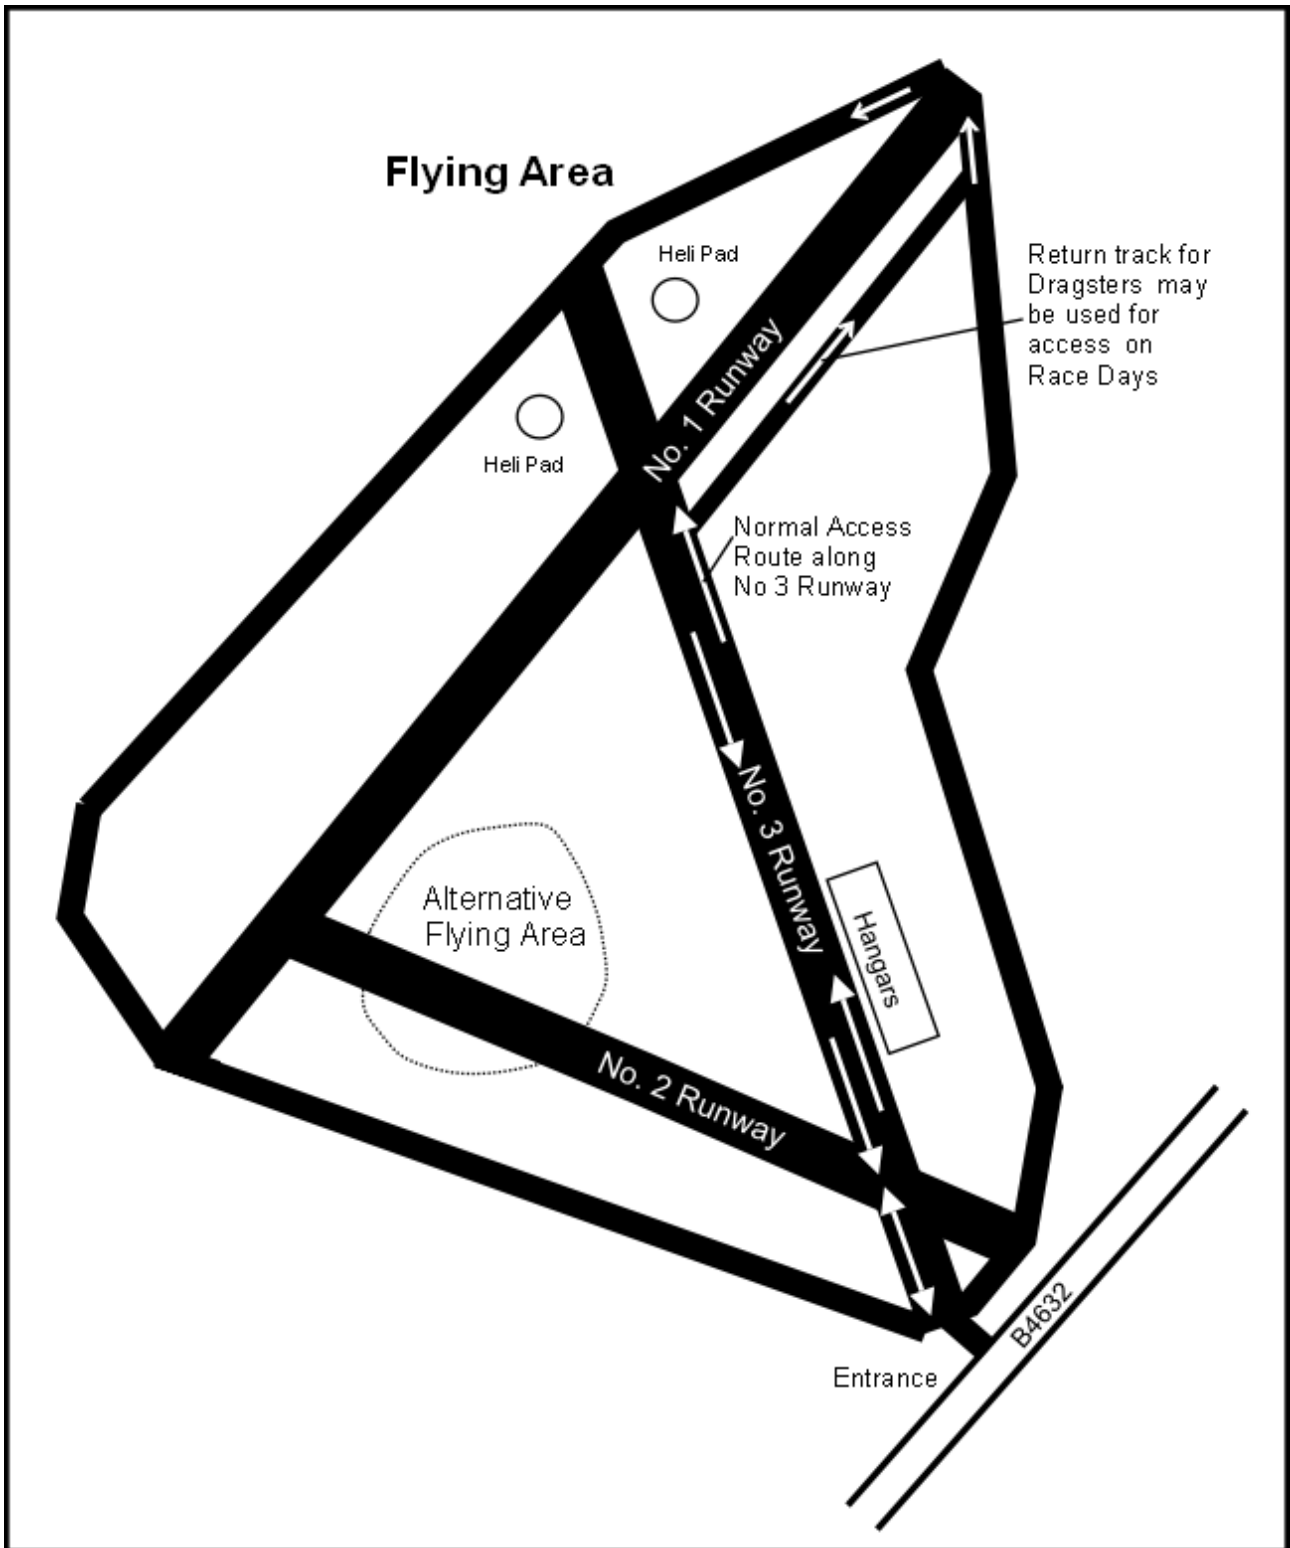 Flying Area
Heli Pad
Return track for
Dragsters may
be used for
access on
Race Days
No. 1 Runway
Heli Pad
Normal Access
Route along
No 3 Runway
No. 3 Runway
Alternative
Flying Area
Hangars
No. 2 Runway
B4632
Entrance